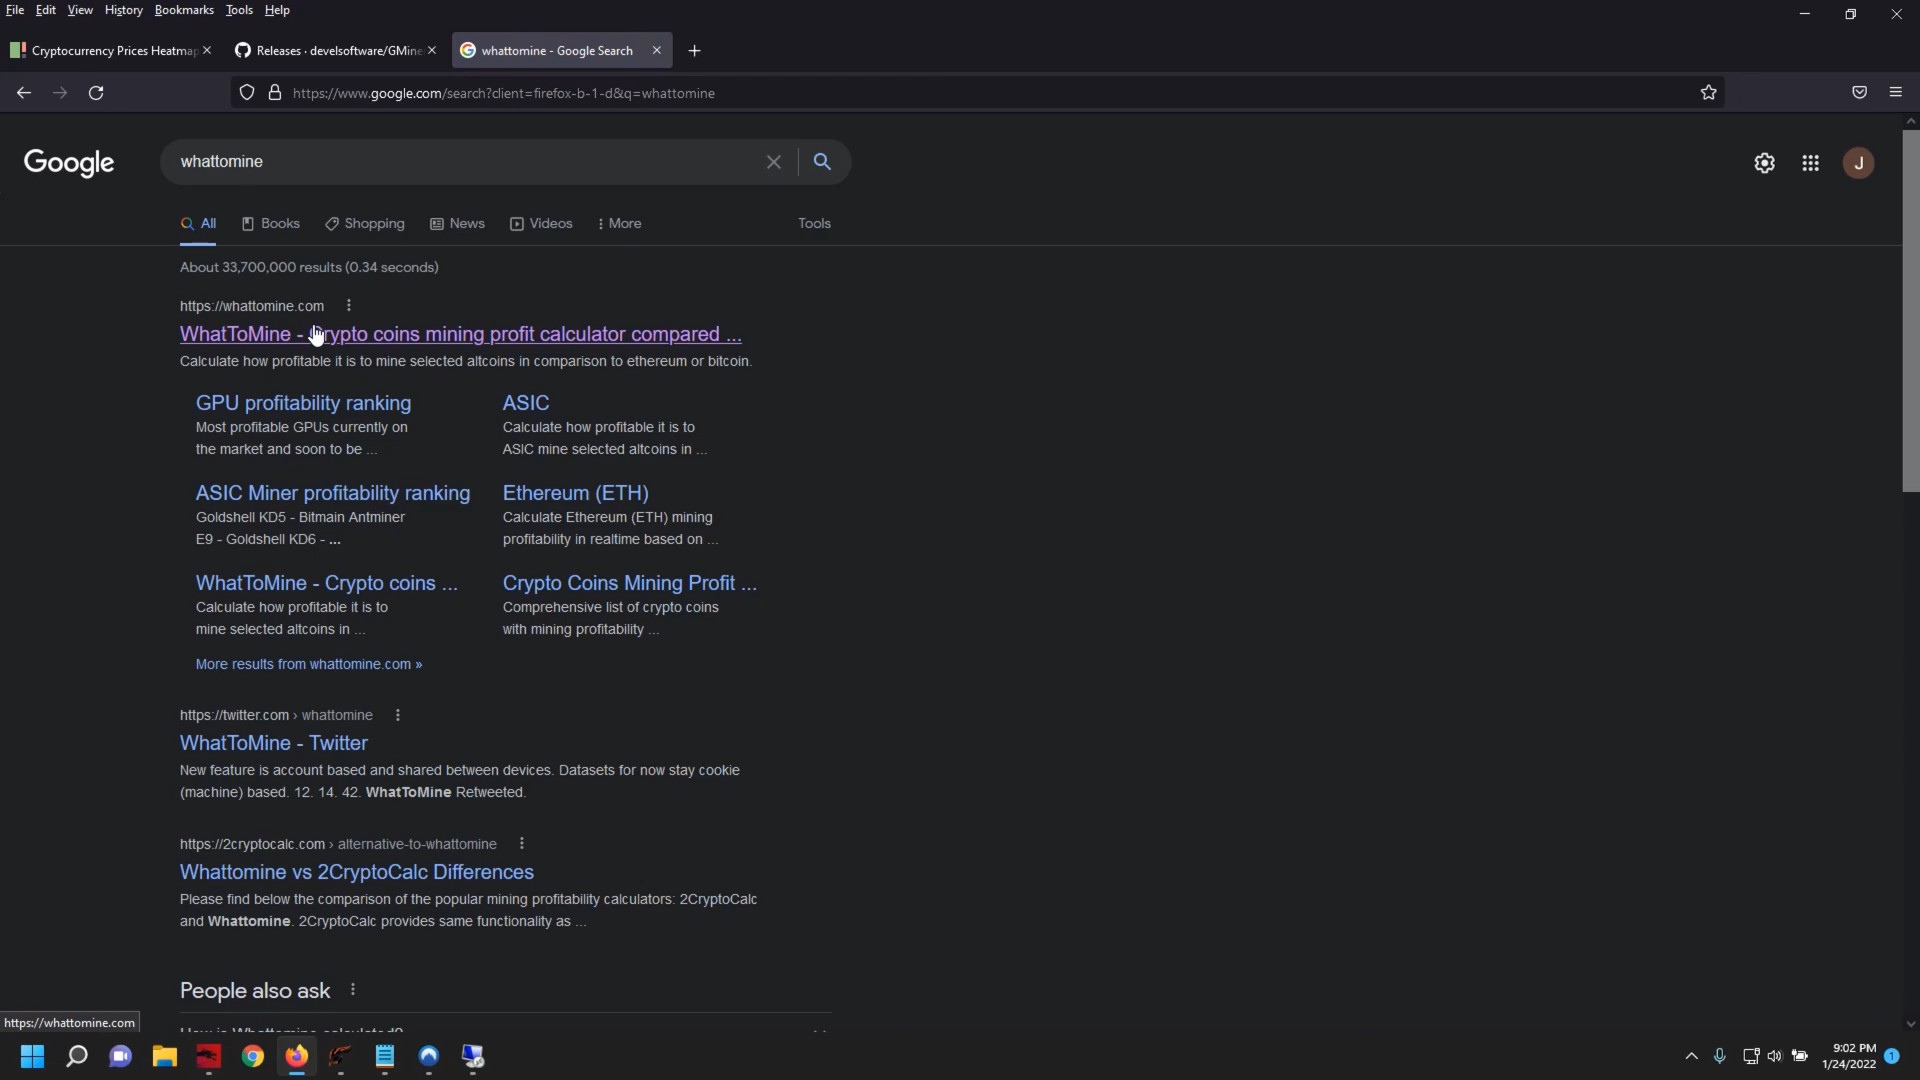 File Edit View History Bookmarks Tools Help
Cryptocurrency Prices Heatmap
Releases · develsoftware/GMine
whattomine - Google Search
https://www.google.com/search?client=firefox-b-1-d&q=whattomine
Google
whattomine
J
All Books Shopping News Videos More Tools
About 33,700,000 results (0.34 seconds)
https://whattomine.com
WhatToMine - Crypto coins mining profit calculator compared ...
Calculate how profitable it is to mine selected altcoins in comparison to ethereum or bitcoin.
GPU profitability ranking
Most profitable GPUs currently on
the market and soon to be ...
ASIC
Calculate how profitable it is to
ASIC mine selected altcoins in ...
ASIC Miner profitability ranking
Goldshell KD5 - Bitmain Antminer
E9 - Goldshell KD6 - ...
Ethereum (ETH)
Calculate Ethereum (ETH) mining
profitability in realtime based on ...
WhatToMine - Crypto coins ...
Calculate how profitable it is to
mine selected altcoins in ...
Crypto Coins Mining Profit ...
Comprehensive list of crypto coins
with mining profitability ...
More results from whattomine.com »
https://twitter.com › whattomine
WhatToMine - Twitter
New feature is account based and shared between devices. Datasets for now stay cookie
(machine) based. 12. 14. 42. WhatToMine Retweeted.
https://2cryptocalc.com › alternative-to-whattomine
Whattomine vs 2CryptoCalc Differences
Please find below the comparison of the popular mining profitability calculators: 2CryptoCalc
and Whattomine. 2CryptoCalc provides same functionality as ...
People also ask
How is Whattomine calculated?
https://whattomine.com
9:02 PM
1/24/2022
1